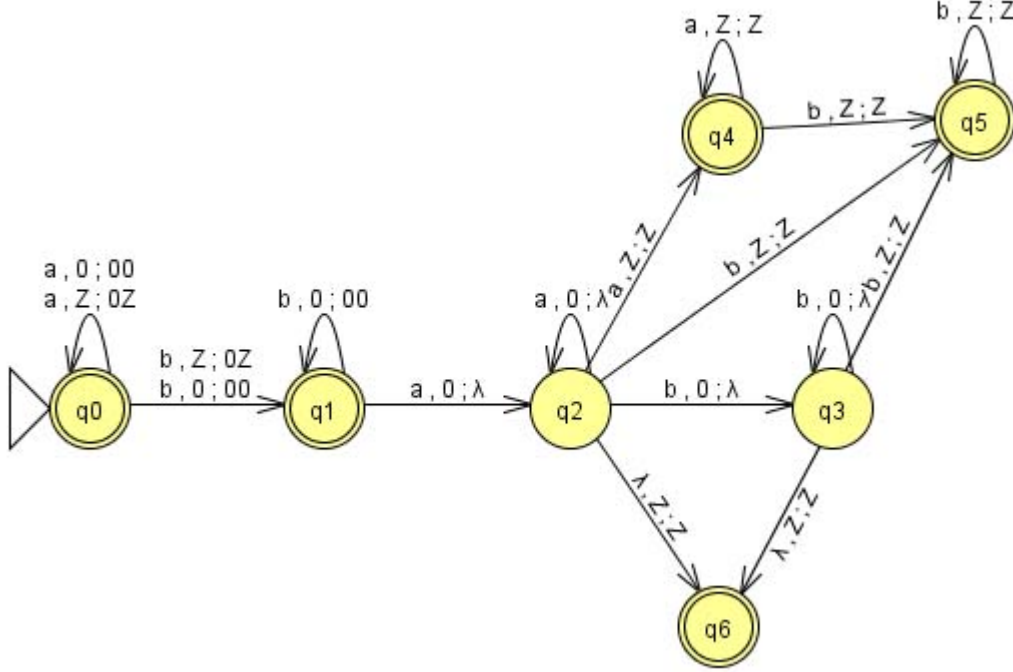 b , Z ; Z
a , Z ; Z
q4
b , Z ; Z
q5
a , Z ; Z
b , Z ; Z
b , Z ; Z
a , 0 ; 00
a , Z ; 0Z
b , 0 ; 00
a , 0 ; λ
b , 0 ; λ
q0
b , Z ; 0Z
b , 0 ; 00
q1
a , 0 ; λ
q2
b , 0 ; λ
q3
λ , Z ; Z
λ , Z ; Z
q6